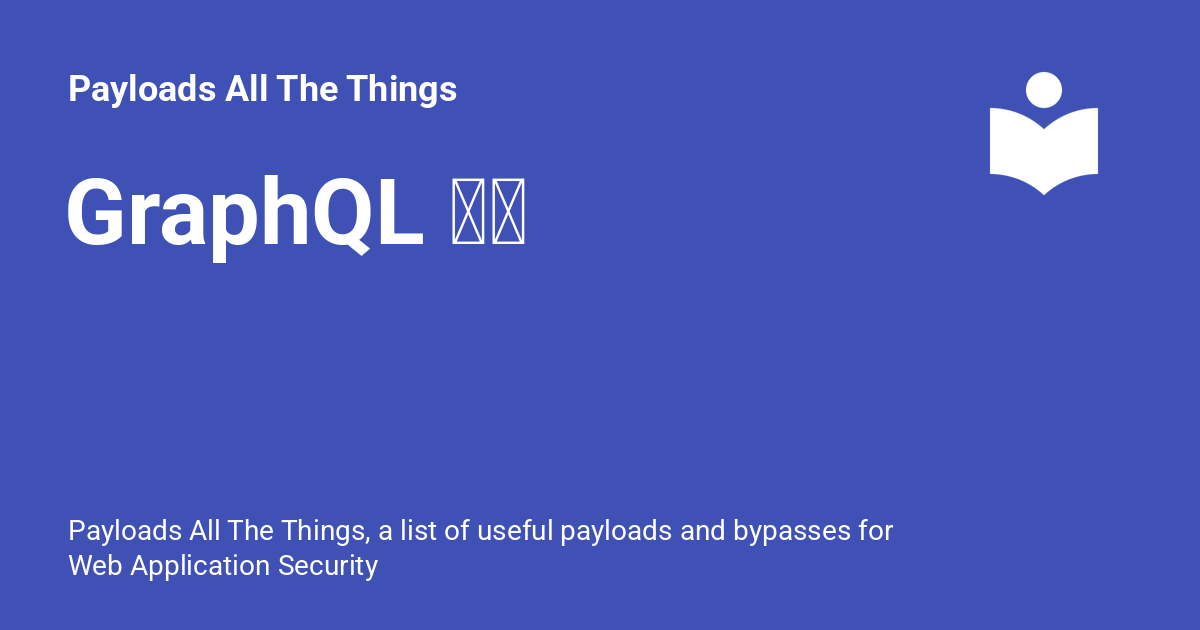 Payloads All The Things
GraphQL
Payloads All The Things, a list of useful payloads and bypasses for
Web Application Security